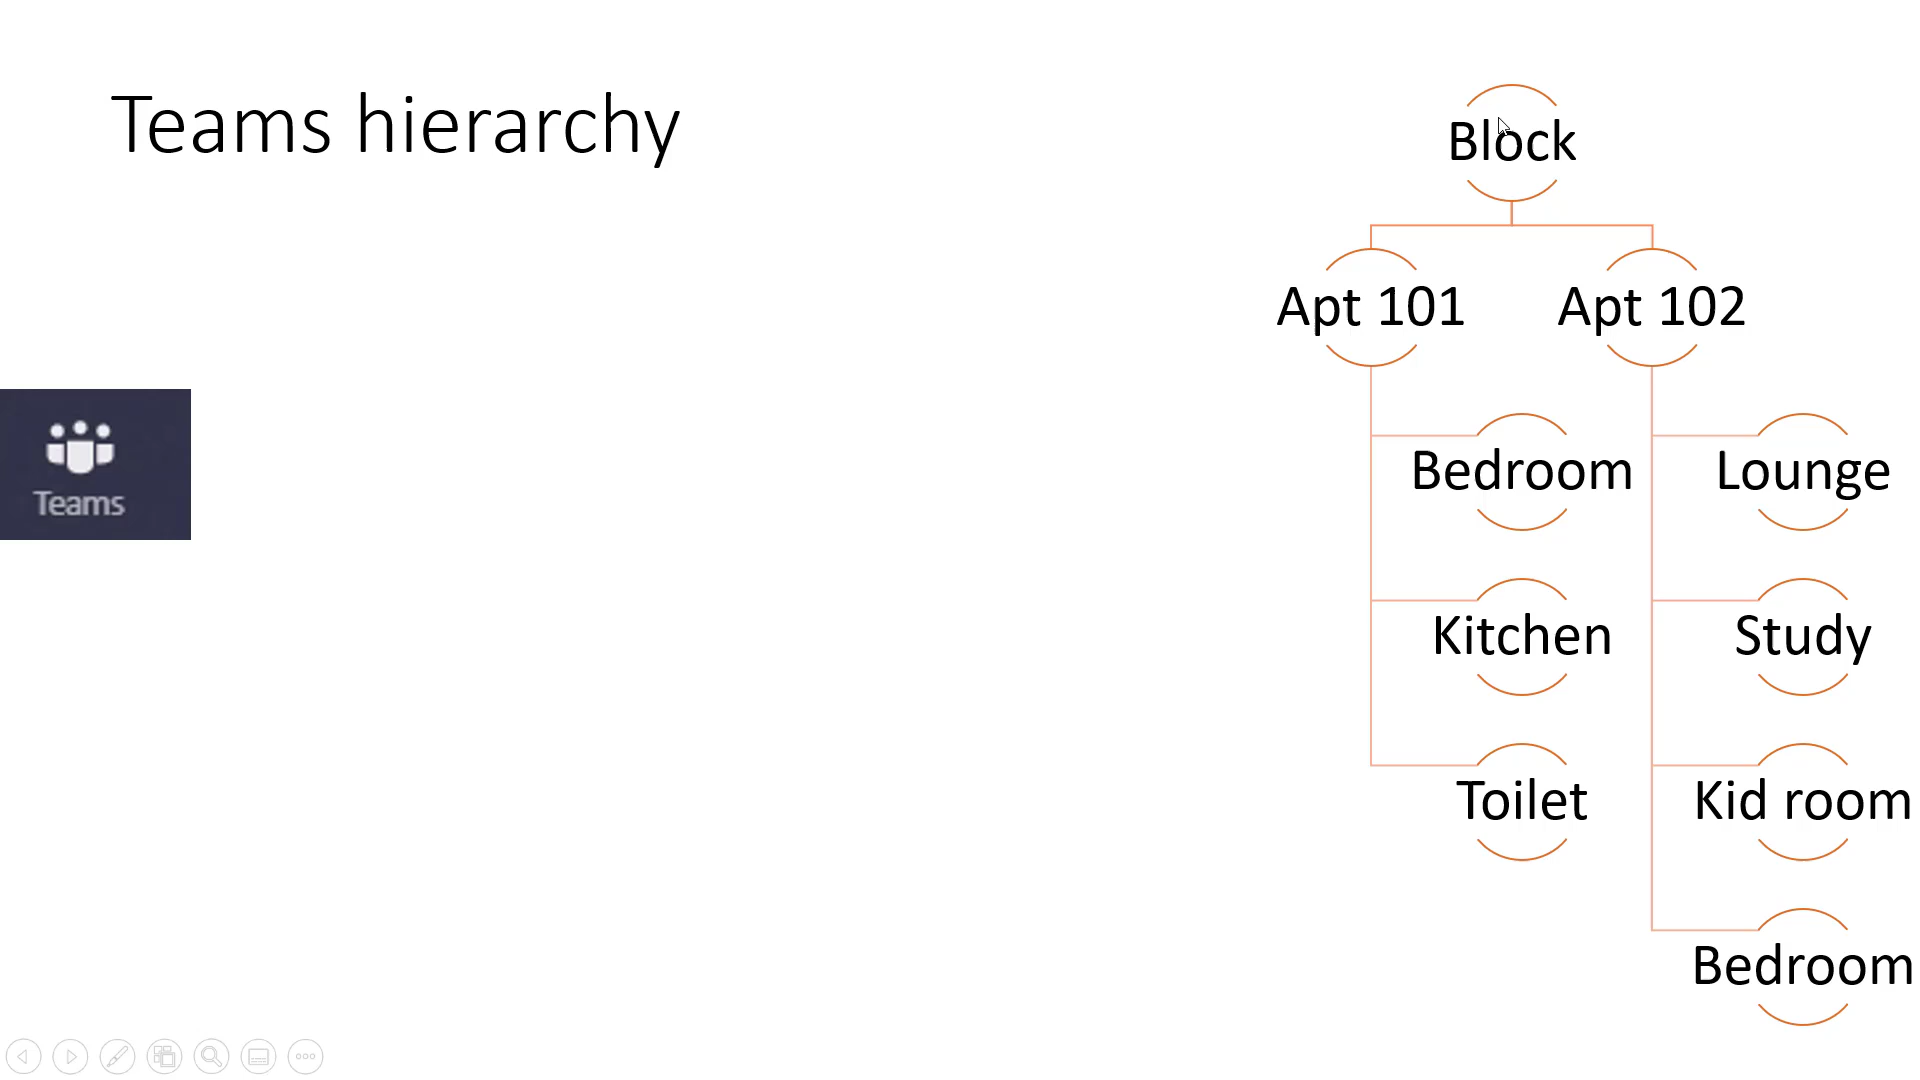 Teams hierarchy
Block
Apt 101
Apt 102
Bedroom
Lounge
Kitchen
Study
Toilet
Kid room
Bedroom
Teams